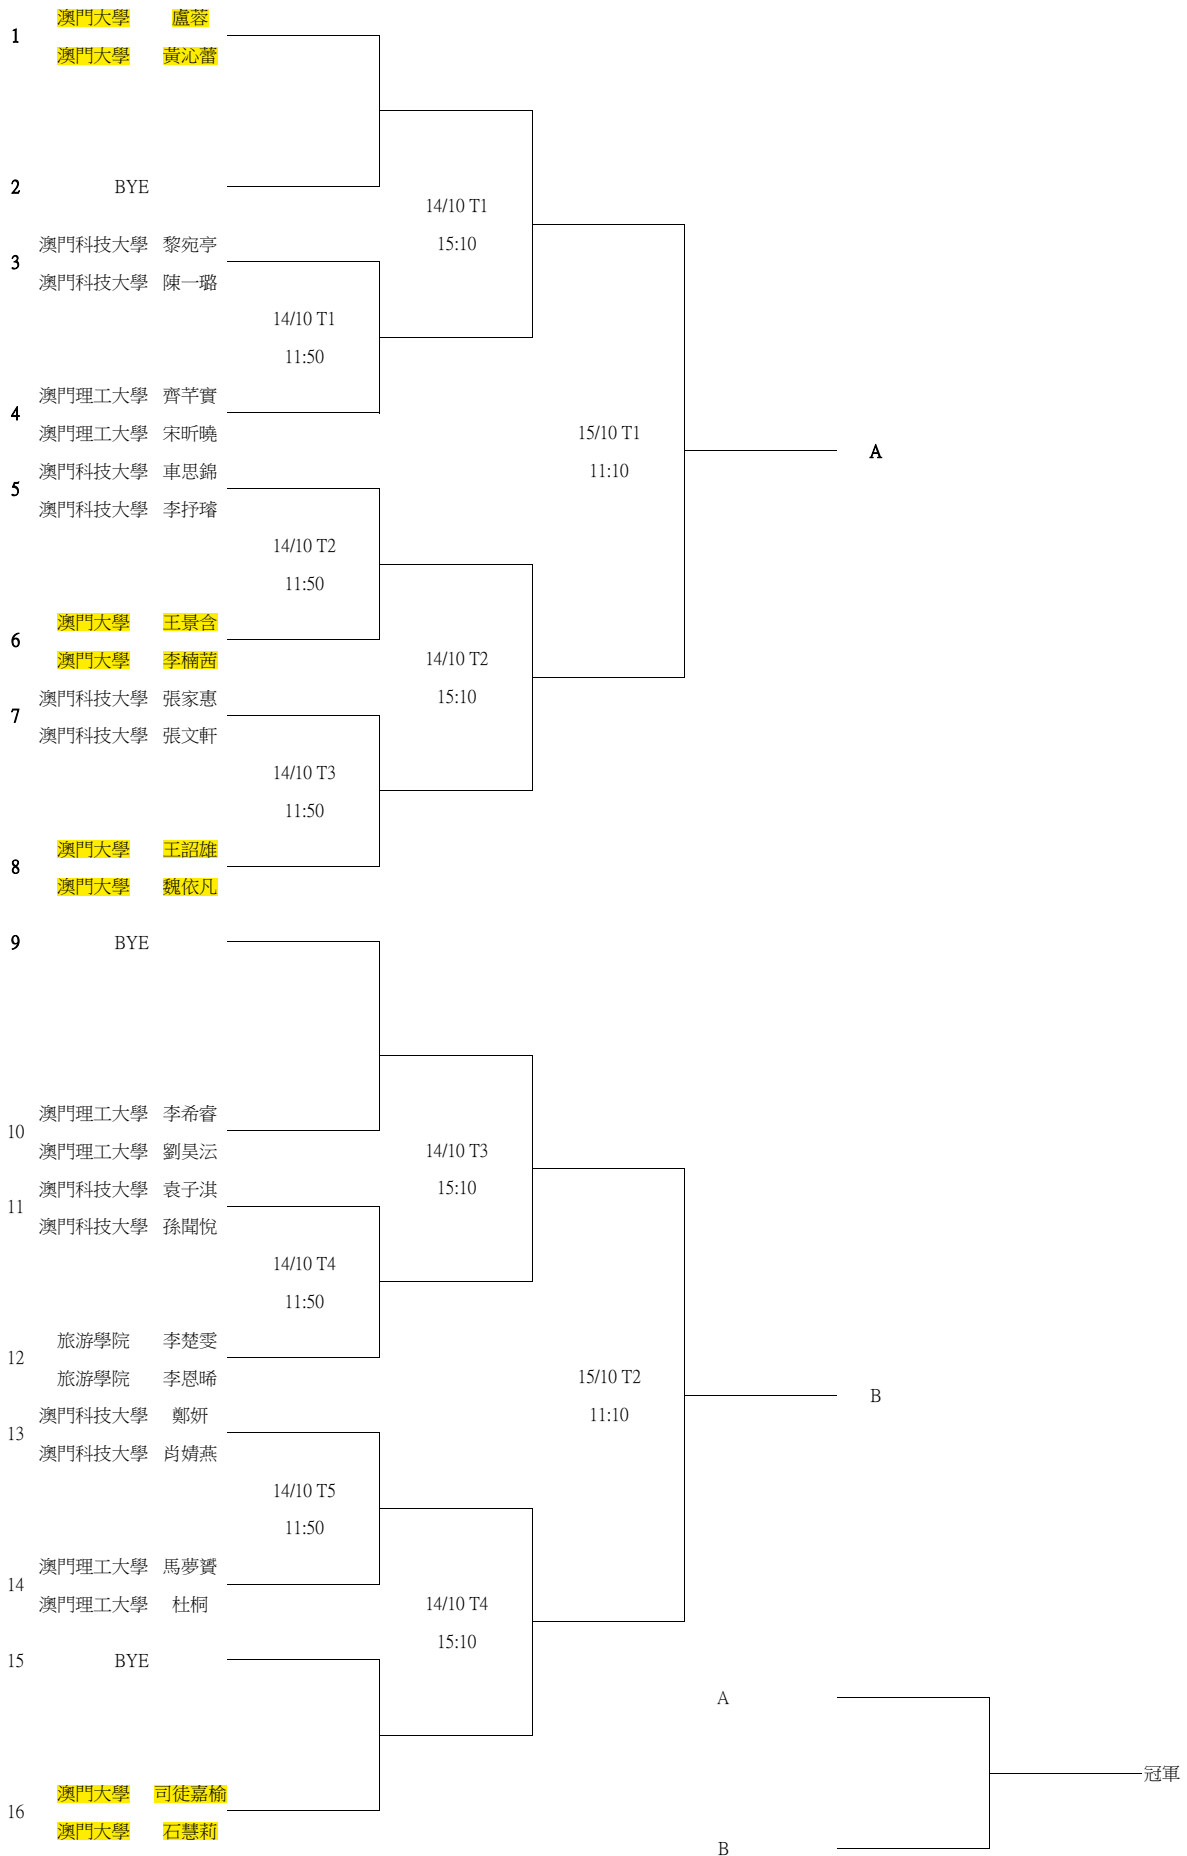 澳門大學 盧蓉
1
澳門大學 黃沁蕾
2 BYE
14/10 T1
15:10
澳門科技大學 黎宛亭
3
澳門科技大學 陳一璐
14/10 T1
11:50
澳門理工大學 齊芊實
4
澳門理工大學 宋昕曉
15/10 T1
11:10
A
澳門科技大學 車思錦
5
澳門科技大學 李抒璿
14/10 T2
11:50
澳門大學 王景含
6
澳門大學 李楠茜
14/10 T2
15:10
澳門科技大學 張家惠
7
澳門科技大學 張文軒
14/10 T3
11:50
澳門大學 王詔雄
8
澳門大學 魏依凡
9 BYE
澳門理工大學 李希睿
10
澳門理工大學 劉昊沄
14/10 T3
15:10
澳門科技大學 袁子淇
11
澳門科技大學 孫聞悅
14/10 T4
11:50
旅游學院 李楚雯
12
旅游學院 李恩晞
15/10 T2
11:10
B
澳門科技大學 鄭妍
13
澳門科技大學 肖婧燕
14/10 T5
11:50
澳門理工大學 馬夢贇
14
澳門理工大學 杜桐
14/10 T4
15:10
15 BYE
A
冠軍
澳門大學 司徒嘉榆
16
澳門大學 石慧莉
B